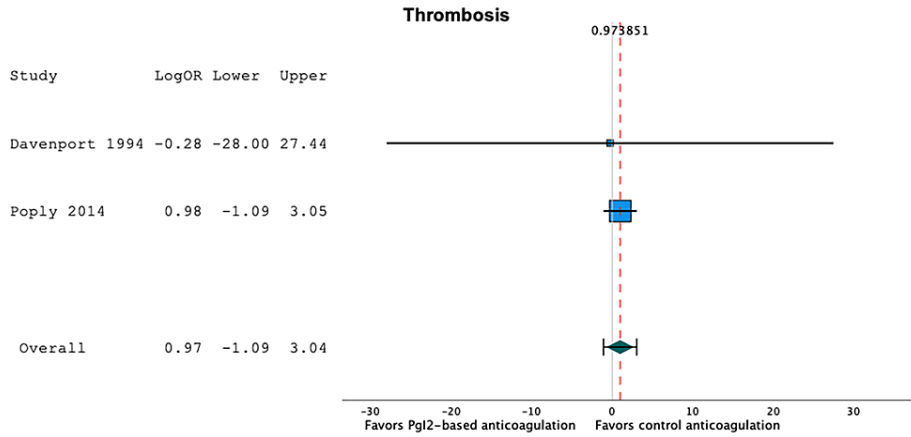 Thrombosis
0.973851
Study LogOR Lower Upper
Davenport 1994 -0.28 -28.00 27.44
Poply 2014 0.98 -1.09 3.05
Overall 0.97 -1.09 3.04
-30 -20 -10 0 10 20 30
Favors PgI2-based anticoagulation Favors control anticoagulation